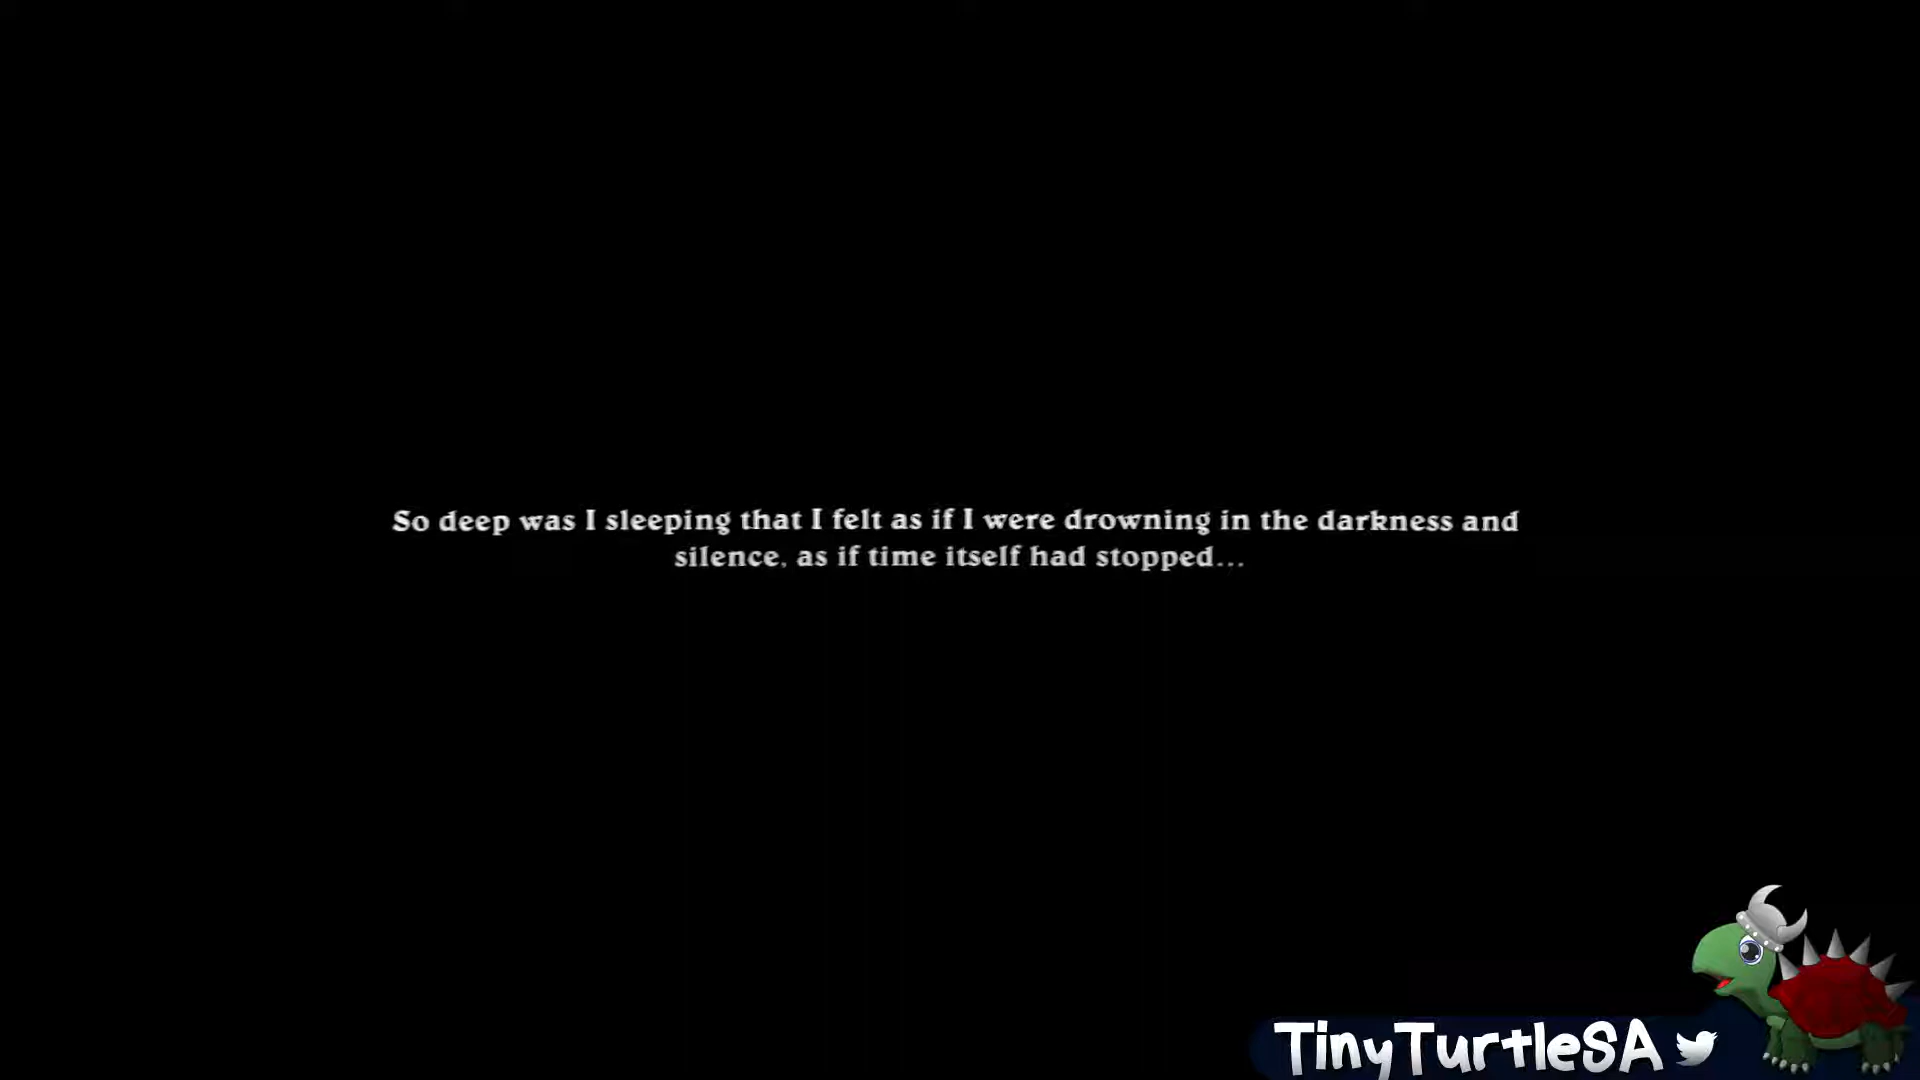 So deep was I sleeping that I felt as if I were drowning in the darkness and
silence, as if time itself had stopped...
TinyTurtleSA